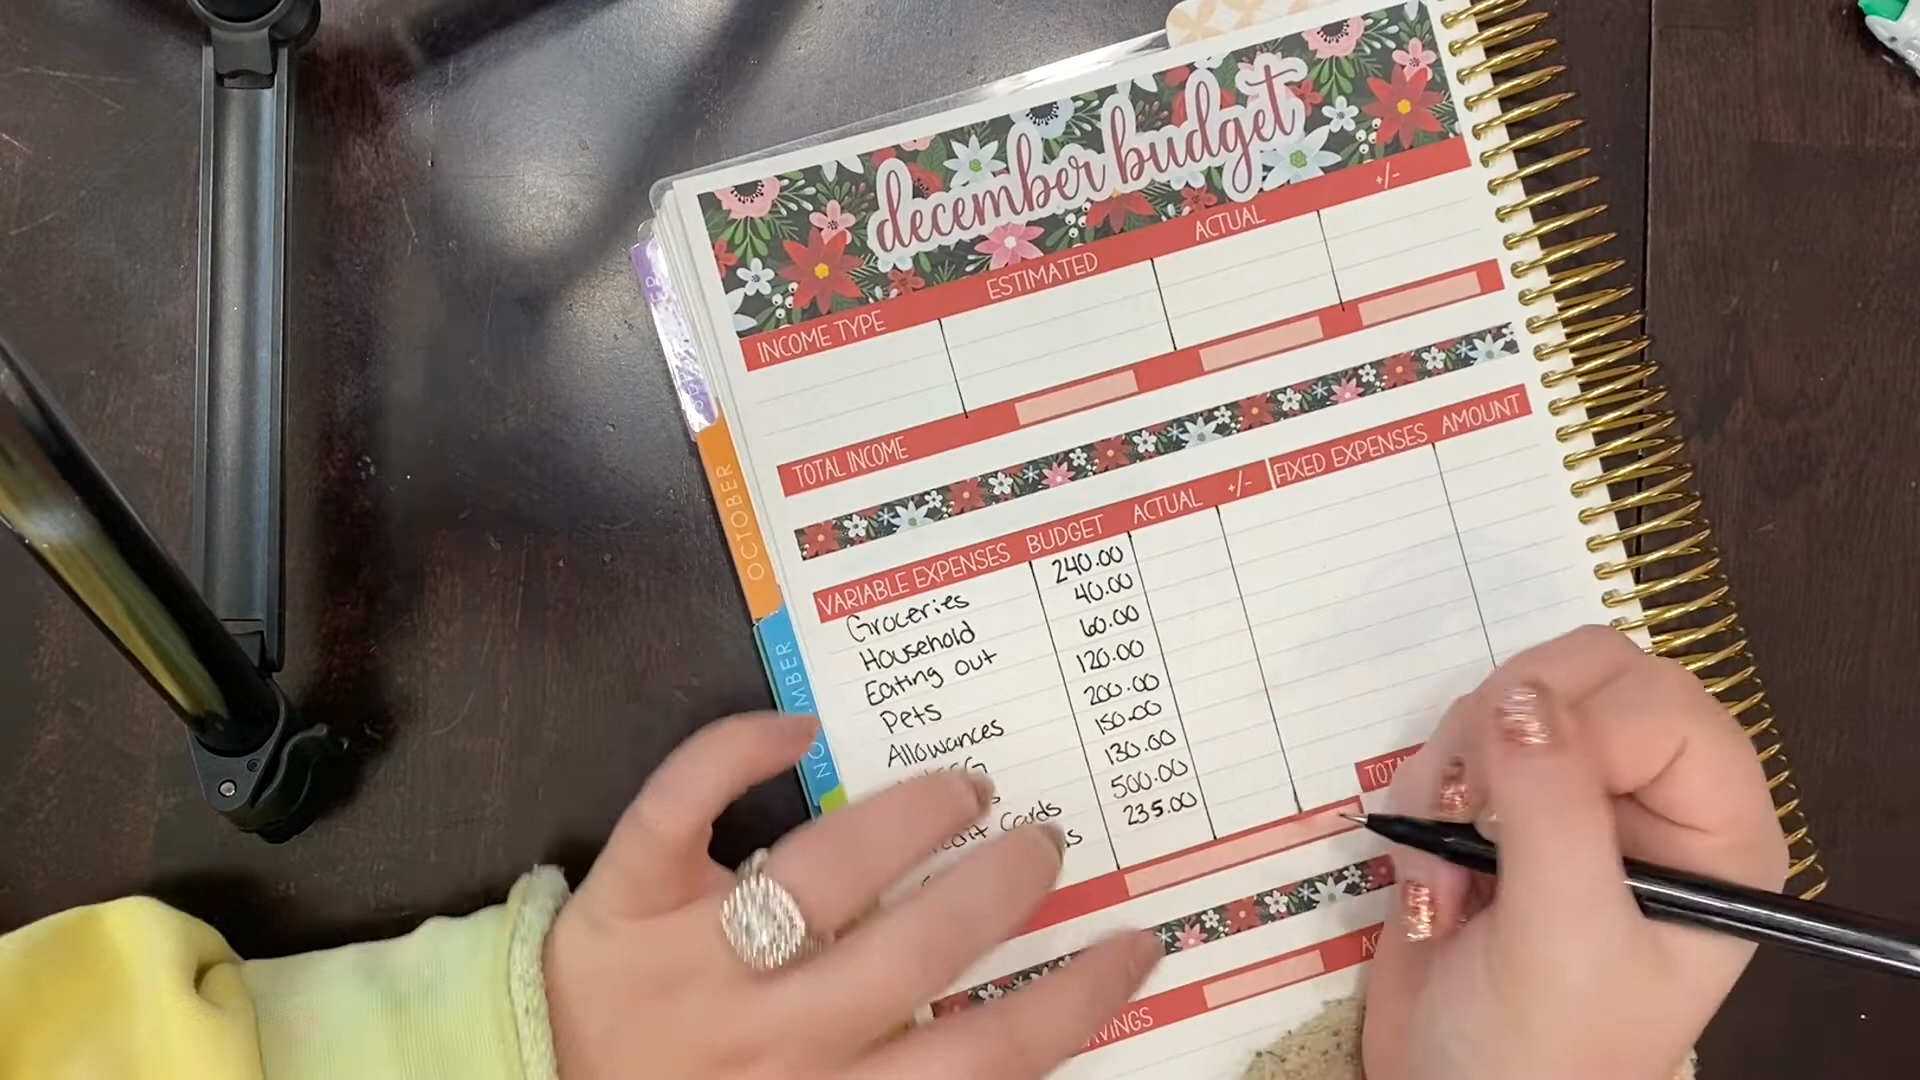 december budget
INCOME TYPE ESTIMATED ACTUAL +/-
TOTAL INCOME
VARIABLE EXPENSES BUDGET ACTUAL +/- FIXED EXPENSES AMOUNT
Groceries 240.00
Household 40.00
Eating out 60.00
Pets 120.00
Allowances 200.00
150.00
130.00
Cards 500.00
235.00
OCTOBER